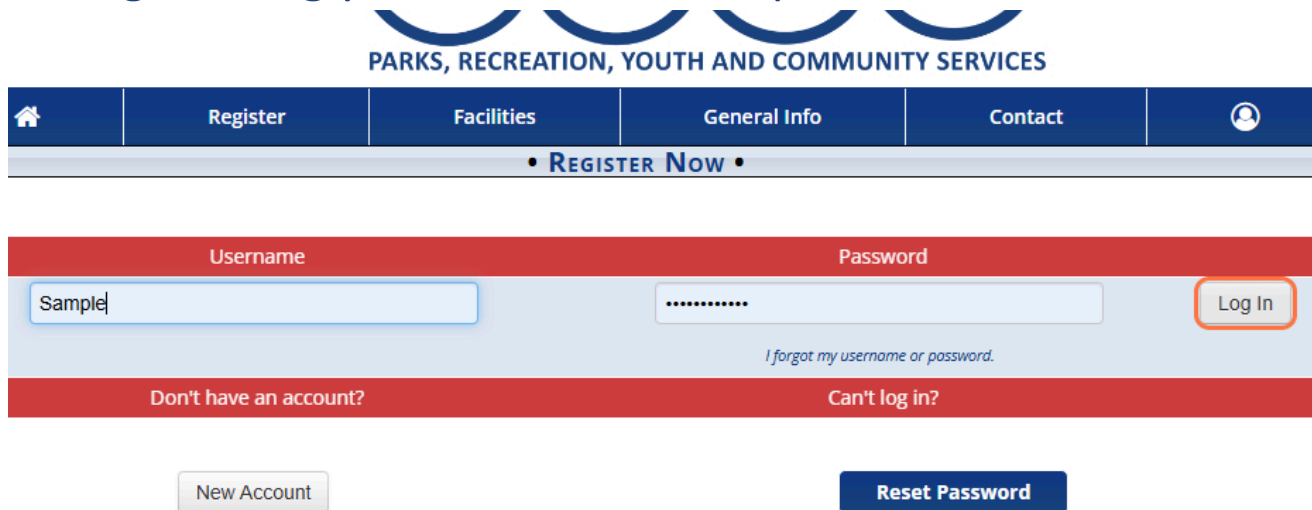 PARKS, RECREATION, YOUTH AND COMMUNITY SERVICES
Register Facilities General Info Contact
• REGISTER NOW •
Username Password
Sample •••••••••••• Log In
I forgot my username or password.
Don't have an account? Can't log in?
New Account Reset Password